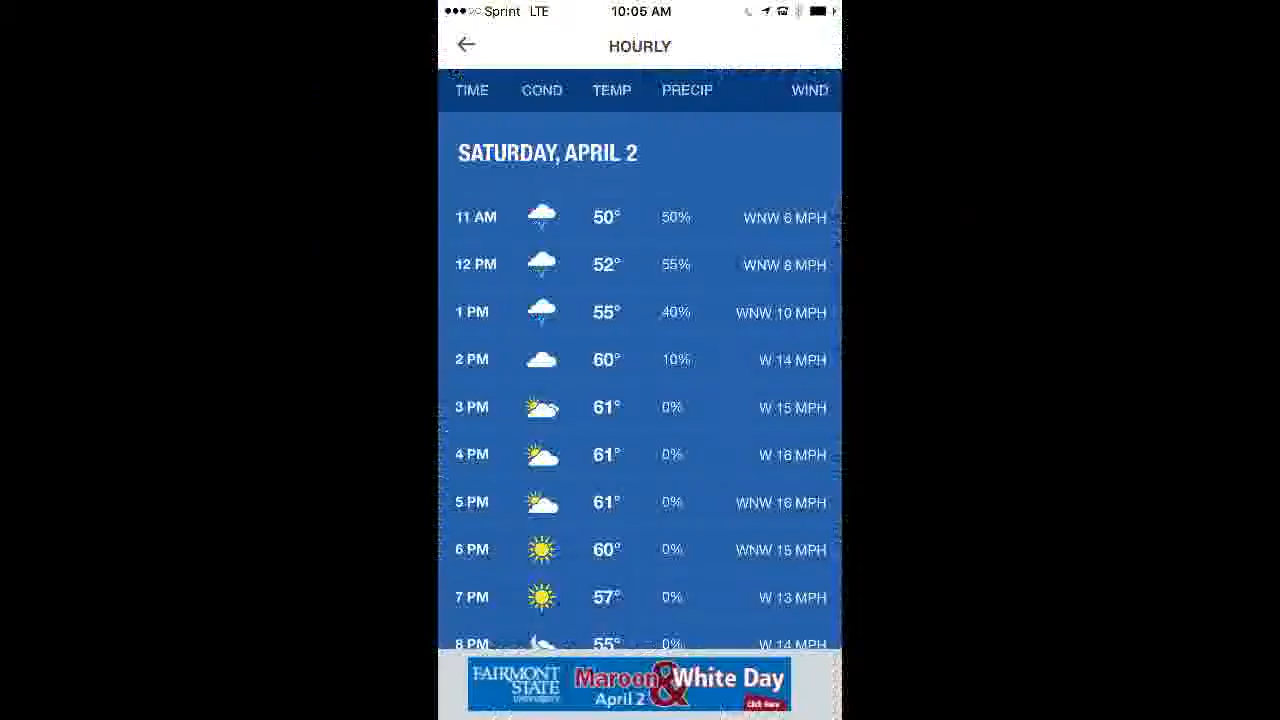 Sprint LTE 10:05 AM
HOURLY
TIME COND TEMP PRECIP WIND
SATURDAY, APRIL 2
11 AM 50° 50% WNW 6 MPH
12 PM 52° 55% WNW 8 MPH
1 PM 55° 40% WNW 10 MPH
2 PM 60° 10% W 14 MPH
3 PM 61° 0% W 15 MPH
4 PM 61° 0% W 16 MPH
5 PM 61° 0% WNW 16 MPH
6 PM 60° 0% WNW 15 MPH
7 PM 57° 0% W 13 MPH
8 PM 55° 0% W 14 MPH
FAIRMONT STATE UNIVERSITY
Maroon & White Day
April 2
Click Here